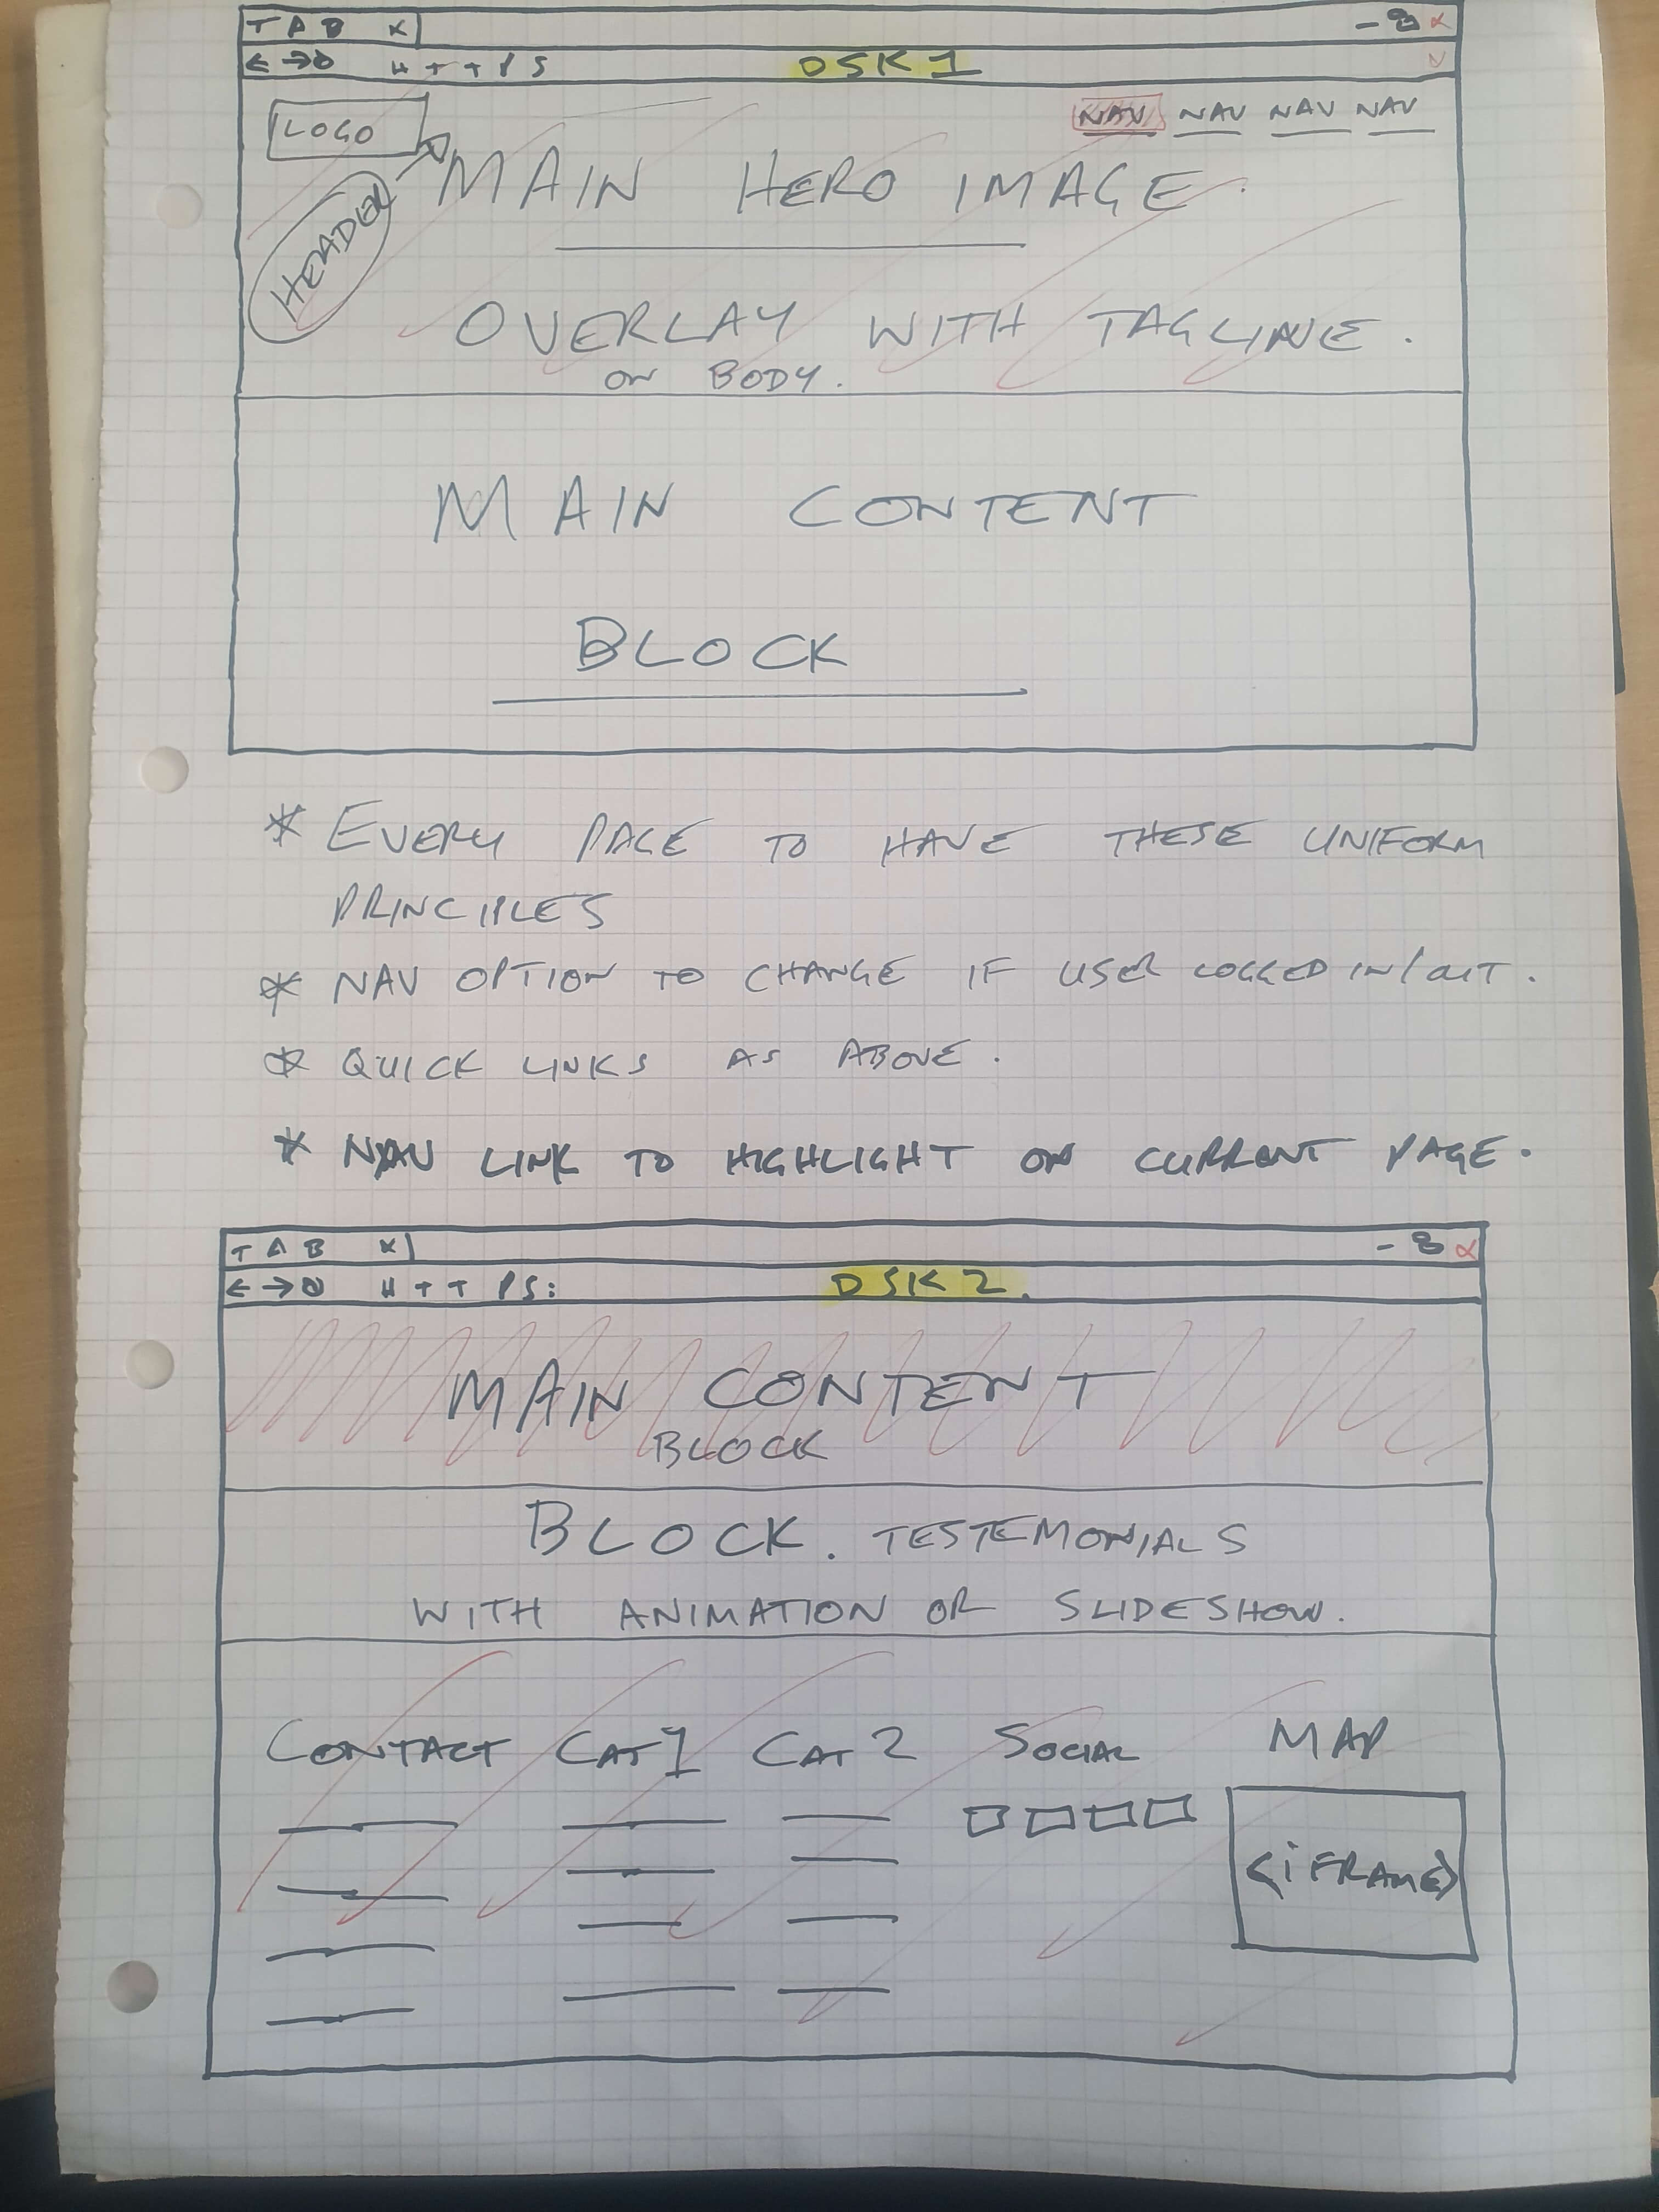 TAB X
HTTPS DSK 1
LOGO NAV NAV NAV NAV
HEADER
MAIN HERO IMAGE.
OVERLAY WITH TAGLINE.
ON BODY.
MAIN CONTENT
BLOCK
* EVERY PAGE TO HAVE THESE UNIFORM
PRINCIPLES
* NAV OPTION TO CHANGE IF USER LOGGED IN/OUT.
* QUICK LINKS AS ABOVE.
* NAV LINK TO HIGHLIGHT ON CURRENT PAGE.
TAB X
HTTPS: DSK 2.
MAIN CONTENT
BLOCK
BLOCK. TESTEMONIALS
WITH ANIMATION OR SLIDESHOW.
CONTACT CAT 1 CAT 2 SOCIAL MAP
<iFRAME>